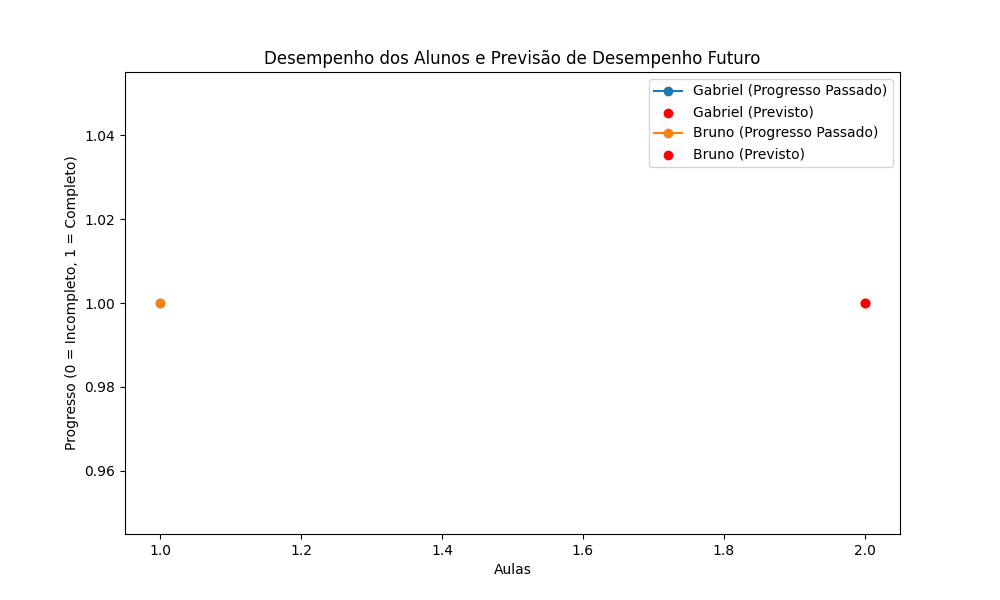 Desempenho dos Alunos e Previsão de Desempenho Futuro
Gabriel (Progresso Passado)
Gabriel (Previsto)
Bruno (Progresso Passado)
Bruno (Previsto)
Progresso (0 = Incompleto, 1 = Completo)
1.04
1.02
1.00
0.98
0.96
1.0 1.2 1.4 1.6 1.8 2.0
Aulas